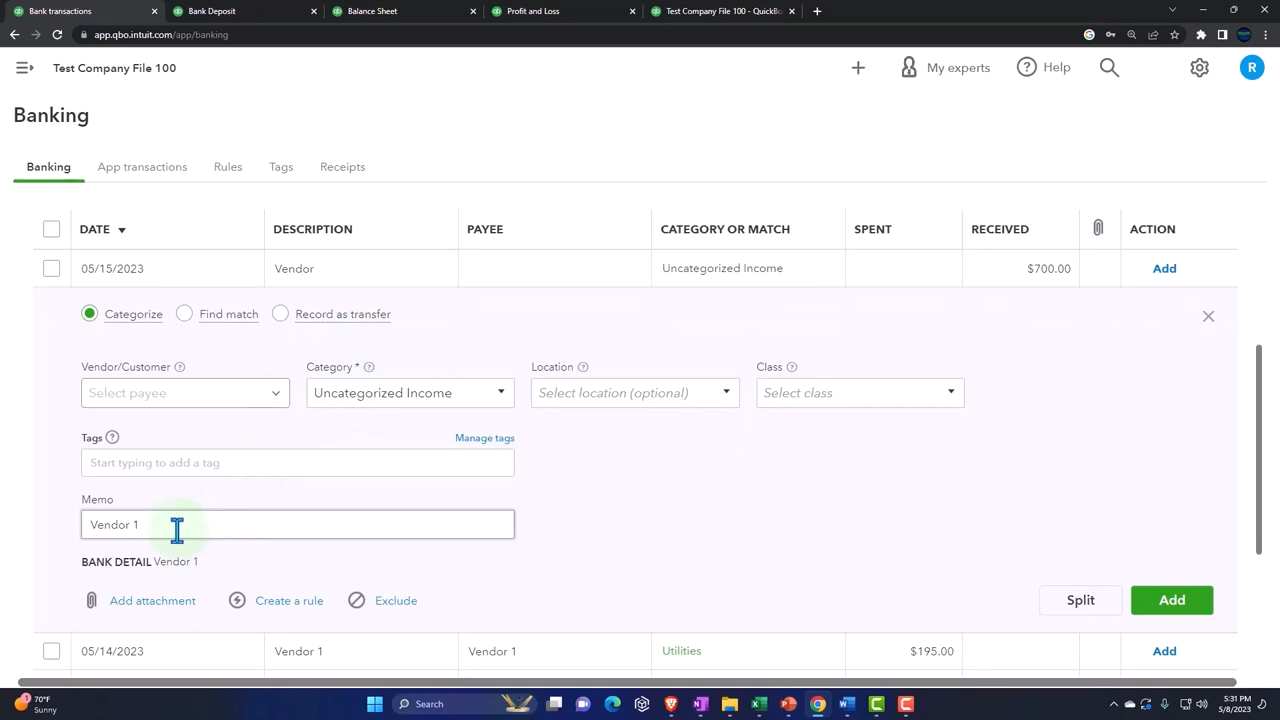 Bank transactions
Bank Deposit
Balance Sheet
Profit and Loss
Test Company File 100 - QuickBo
app.qbo.intuit.com/app/banking
Test Company File 100
My experts
Help
R
Banking
Banking App transactions Rules Tags Receipts
DATE DESCRIPTION PAYEE CATEGORY OR MATCH SPENT RECEIVED ACTION
05/15/2023 Vendor Uncategorized Income $700.00 Add
Categorize Find match Record as transfer
Vendor/Customer Category * Location Class
Select payee Uncategorized Income Select location (optional) Select class
Tags Manage tags
Start typing to add a tag
Memo
Vendor 1
BANK DETAIL Vendor 1
Add attachment Create a rule Exclude Split Add
05/14/2023 Vendor 1 Vendor 1 Utilities $195.00 Add
70°F
Sunny
Search
5:31 PM
5/8/2023